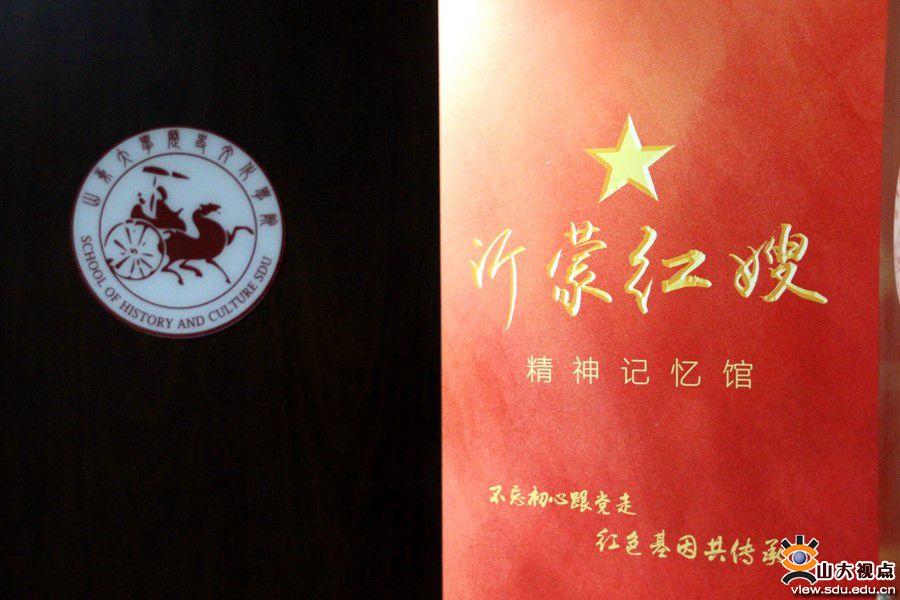 山东大学历史文化学院
SCHOOL OF HISTORY AND CULTURE SDU
沂蒙红嫂
精神记忆馆
不忘初心跟党走
红色基因共传承
山大视点
view.sdu.edu.cn